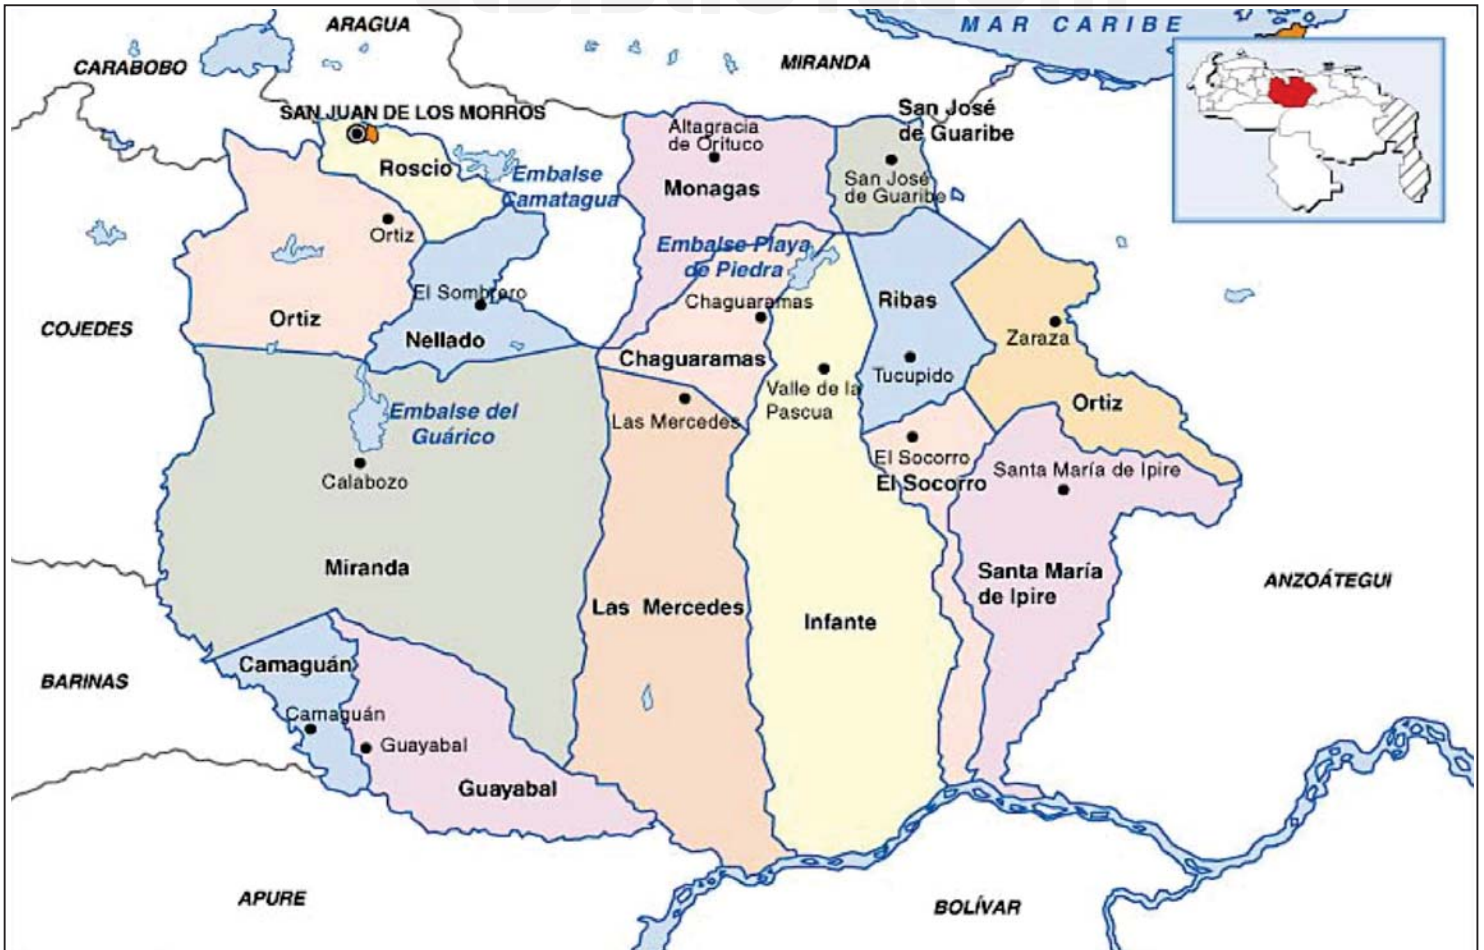 ARAGUA
MAR CARIBE
CARABOBO
MIRANDA
SAN JUAN DE LOS MORROS
San José
de Guaribe
Altagracia
de Orituco
Roscio
Embalse
Camatagua
Monagas
San José
de Guaribe
Ortiz
Embalse Playa
de Piedra
El Sombrero
Chaguaramas
Ribas
Ortiz
COJEDES
Nellado
Zaraza
Chaguaramas
Tucupido
Valle de la
Pascua
Ortiz
Embalse del
Guárico
Las Mercedes
El Socorro
Santa María de Ipire
Calabozo
El Socorro
Miranda
Santa María
de Ipire
ANZOÁTEGUI
Las Mercedes
Infante
Camaguán
BARINAS
Camaguán
Guayabal
Guayabal
APURE
BOLÍVAR